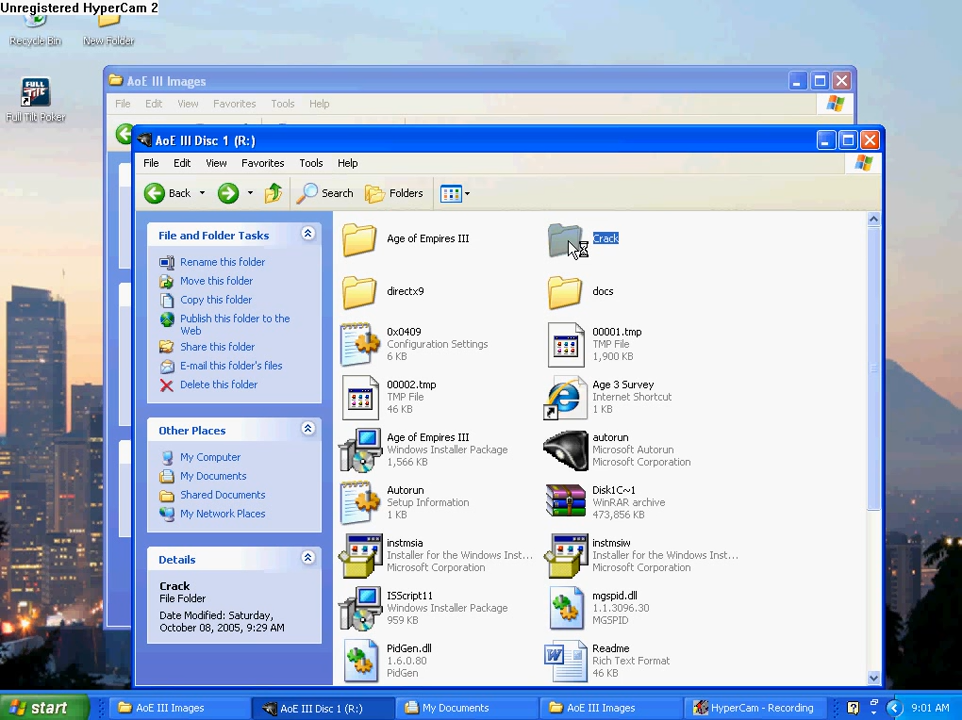 Unregistered HyperCam 2
Recycle Bin
New Folder
FULL TILT
Full Tilt Poker
AoE III Images
File Edit View Favorites Tools Help
AoE III Disc 1 (R:)
File Edit View Favorites Tools Help
Back Search Folders
File and Folder Tasks
Rename this folder
Move this folder
Copy this folder
Publish this folder to the
Web
Share this folder
E-mail this folder's files
Delete this folder
Other Places
My Computer
My Documents
Shared Documents
My Network Places
Details
Crack
File Folder
Date Modified: Saturday,
October 08, 2005, 9:29 AM
Age of Empires III
Crack
directx9
docs
0x0409
Configuration Settings
6 KB
00001.tmp
TMP File
1,900 KB
00002.tmp
TMP File
46 KB
Age 3 Survey
Internet Shortcut
1 KB
Age of Empires III
Windows Installer Package
1,566 KB
autorun
Microsoft Autorun
Microsoft Corporation
Autorun
Setup Information
1 KB
Disk1C~1
WinRAR archive
473,856 KB
instmsia
Installer for the Windows Inst...
Microsoft Corporation
instmsiw
Installer for the Windows Inst...
Microsoft Corporation
ISScript11
Windows Installer Package
959 KB
mgspid.dll
1.1.3096.30
MGSPID
PidGen.dll
1.6.0.80
PidGen
Readme
Rich Text Format
46 KB
start
AoE III Images
AoE III Disc 1 (R:)
My Documents
AoE III Images
HyperCam - Recording
9:01 AM